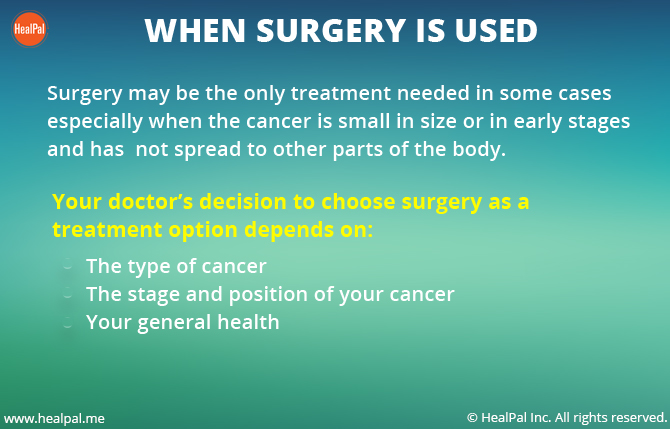 HealPal
WHEN SURGERY IS USED
Surgery may be the only treatment needed in some cases
especially when the cancer is small in size or in early stages
and has  not spread to other parts of the body.
Your doctor’s decision to choose surgery as a
treatment option depends on:
The type of cancer
The stage and position of your cancer
Your general health
www.healpal.me
© HealPal Inc. All rights reserved.